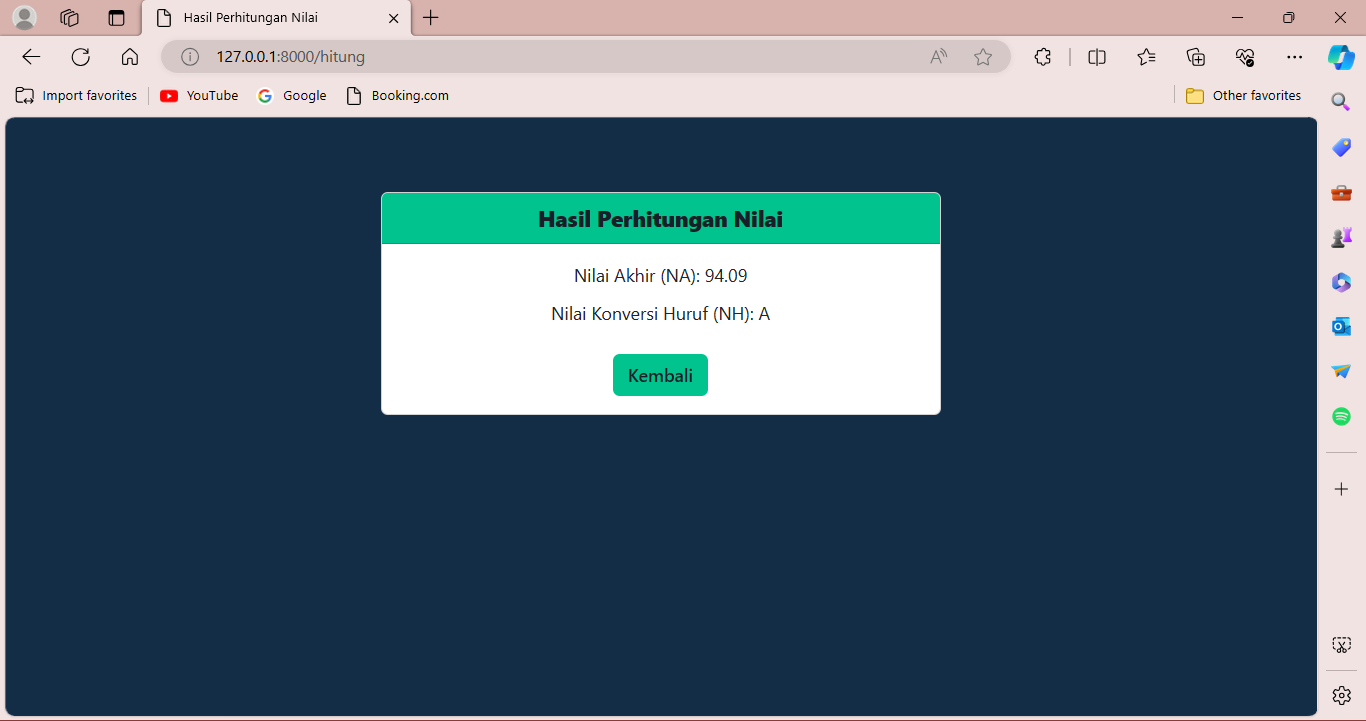 Hasil Perhitungan Nilai
127.0.0.1:8000/hitung
Import favorites
YouTube
Google
Booking.com
Other favorites
Hasil Perhitungan Nilai
Nilai Akhir (NA): 94.09
Nilai Konversi Huruf (NH): A
Kembali